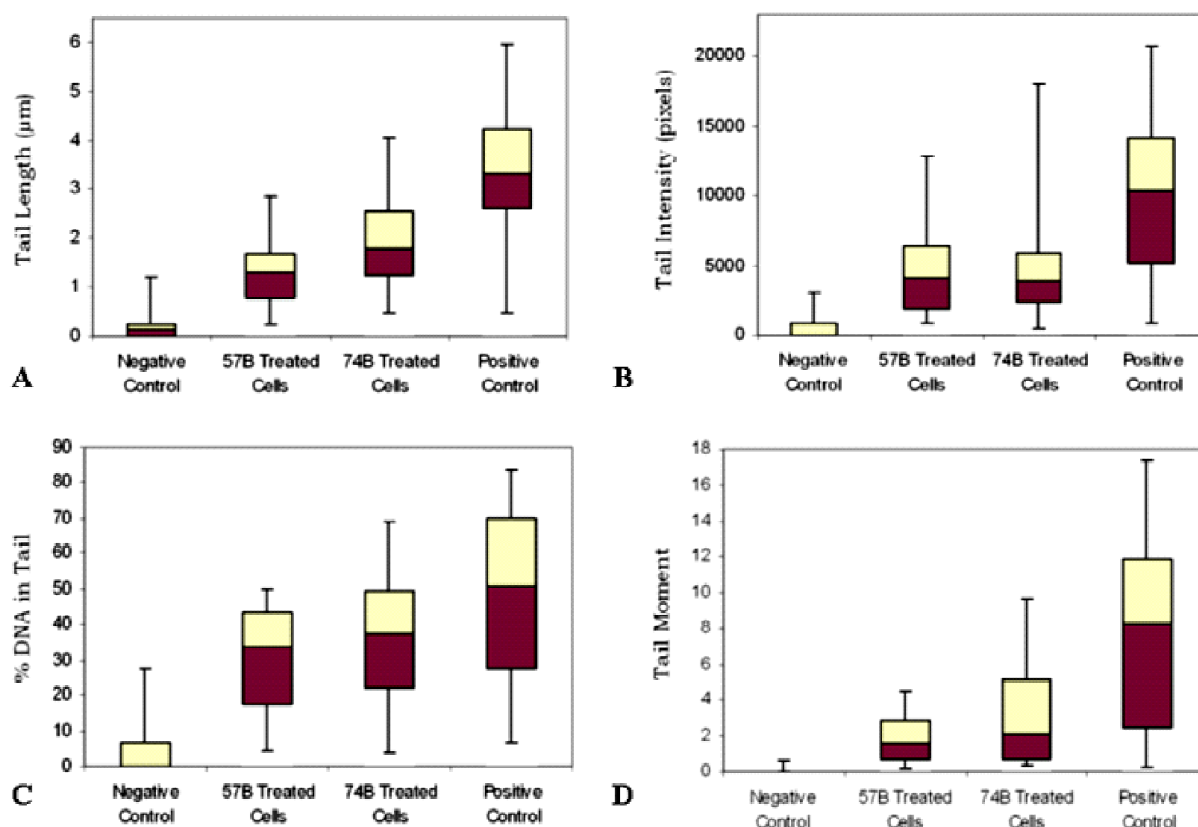 Tail Length (µm)
6
5
4
3
2
1
0
Negative Control
57B Treated Cells
74B Treated Cells
Positive Control
A
Tail Intensity (pixels)
20000
15000
10000
5000
0
Negative Control
57B Treated Cells
74B Treated Cells
Positive Control
B
% DNA in Tail
90
80
70
60
50
40
30
20
10
0
Negative Control
57B Treated Cells
74B Treated Cells
Positive Control
C
Tail Moment
18
16
14
12
10
8
6
4
2
0
Negative Control
57B Treated Cells
74B Treated Cells
Positive Control
D